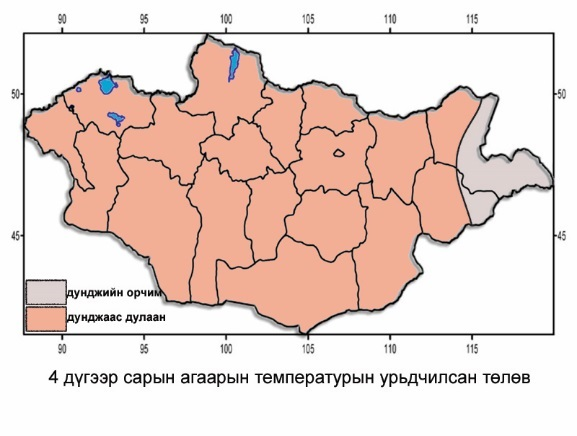 90 95 100 105 110 115
50 50
45 45
дунджийн орчим
дунджаас дулаан
90 95 100 105 110 115
4 дүгээр сарын агаарын температурын урьдчилсан төлөв